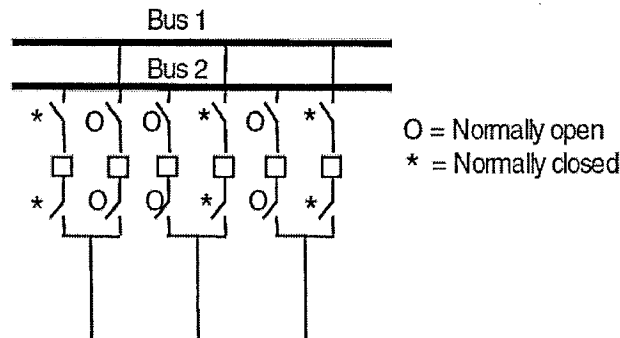 Bus 1
Bus 2
* O O * O *
* O O * O *
O = Normally open
* = Normally closed